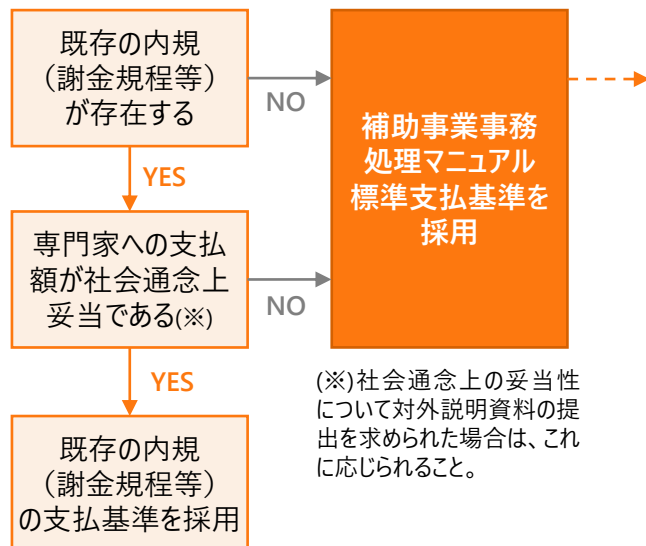 既存の内規
（謝金規程等）
が存在する
NO
補助事業事務
処理マニュアル
標準支払基準を
採用
YES
専門家への支払
額が社会通念上
妥当である(※)
NO
YES
(※)社会通念上の妥当性
について対外説明資料の提
出を求められた場合は、これ
に応じられること。
既存の内規
（謝金規程等）
の支払基準を採用